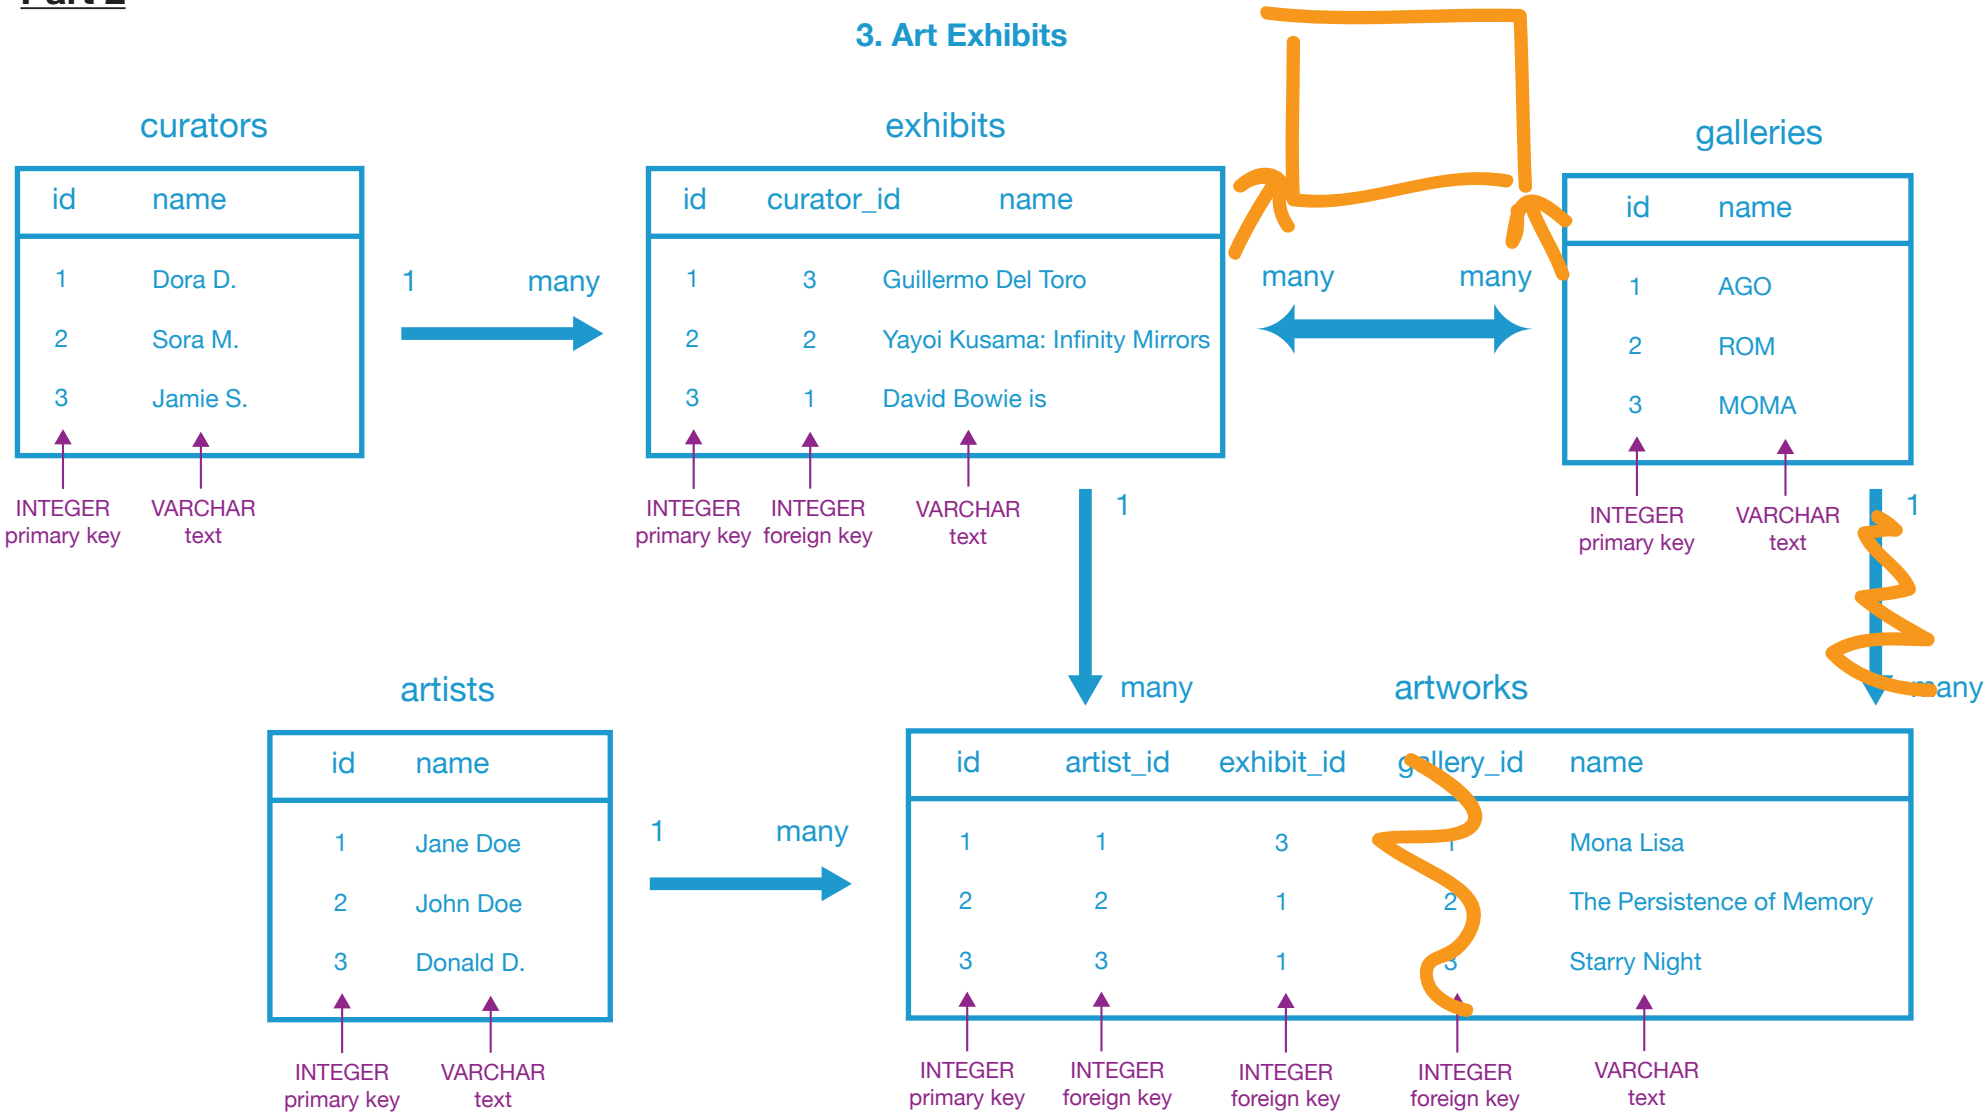 Part 2
3. Art Exhibits
curators
id name
1 Dora D.
2 Sora M.
3 Jamie S.
INTEGER primary key
VARCHAR text
1 many
exhibits
id curator_id name
1 3 Guillermo Del Toro
2 2 Yayoi Kusama: Infinity Mirrors
3 1 David Bowie is
INTEGER primary key
INTEGER foreign key
VARCHAR text
many many
galleries
id name
1 AGO
2 ROM
3 MOMA
INTEGER primary key
VARCHAR text
1
many
1
many
artists
id name
1 Jane Doe
2 John Doe
3 Donald D.
INTEGER primary key
VARCHAR text
1 many
artworks
id artist_id exhibit_id gallery_id name
1 1 3 1 Mona Lisa
2 2 1 2 The Persistence of Memory
3 3 1 3 Starry Night
INTEGER primary key
INTEGER foreign key
INTEGER foreign key
INTEGER foreign key
VARCHAR text